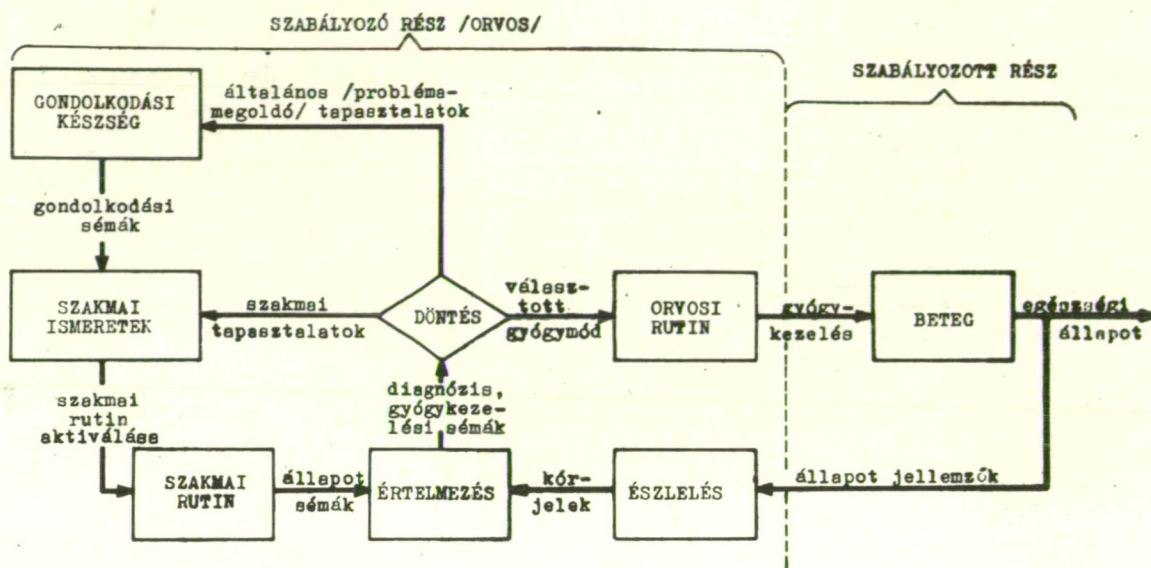 SZABÁLYOZÓ RÉSZ /ORVOS/
SZABÁLYOZOTT RÉSZ
GONDOLKODÁSI
KÉSZSÉG
általános /probléma-
megoldó/ tapasztalatok
gondolkodási
sémák
SZAKMAI
ISMERETEK
szakmai
tapasztalatok
DÖNTÉS
válasz-
tott
gyógymód
ORVOSI
RUTIN
gyógy-
kezelés
BETEG
egészségi
állapot
szakmai
rutin
aktiválása
diagnózis,
gyógykeze-
lési sémák
SZAKMAI
RUTIN
állapot
sémák
ÉRTELMEZÉS
kór-
jelek
ÉSZLELÉS
állapot jellemzők